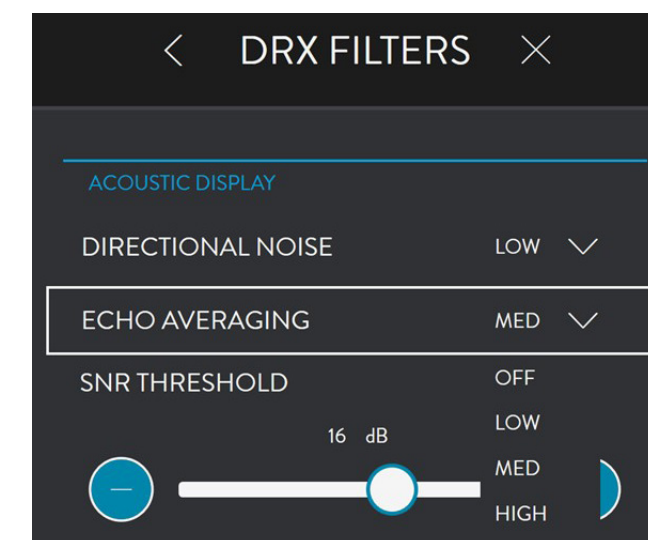 DRX FILTERS
ACOUSTIC DISPLAY
DIRECTIONAL NOISE LOW
ECHO AVERAGING MED
SNR THRESHOLD OFF
LOW
16 dB
MED
HIGH